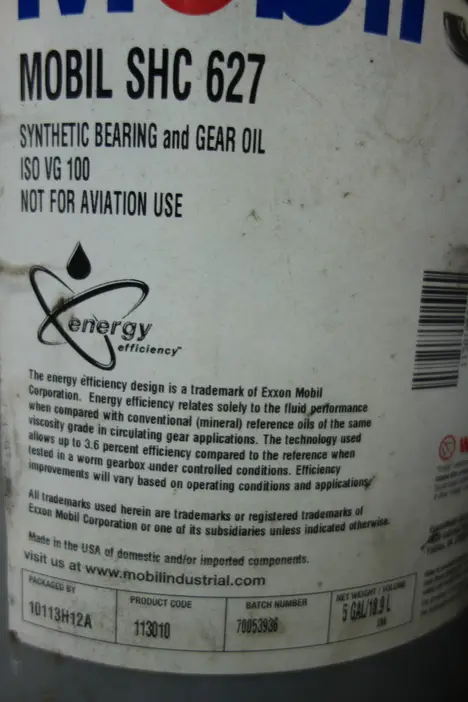 Mobil
MOBIL SHC 627
SYNTHETIC BEARING and GEAR OIL
ISO VG 100
NOT FOR AVIATION USE
energy
efficiency™
The energy efficiency design is a trademark of Exxon Mobil
Corporation. Energy efficiency relates solely to the fluid performance
when compared with conventional (mineral) reference oils of the same
viscosity grade in circulating gear applications. The technology used
allows up to 3.6 percent efficiency compared to the reference when
tested in a worm gearbox under controlled conditions. Efficiency
improvements will vary based on operating conditions and applications
All trademarks used herein are trademarks or registered trademarks of
Exxon Mobil Corporation or one of its subsidiaries unless indicated otherwise.
Made in the USA of domestic and/or imported components.
visit us at www.mobilindustrial.com
PACKAGED BY PRODUCT CODE BATCH NUMBER NET WEIGHT / VOLUME
10113H12A 113010 70053936 5 GAL/18.9 L